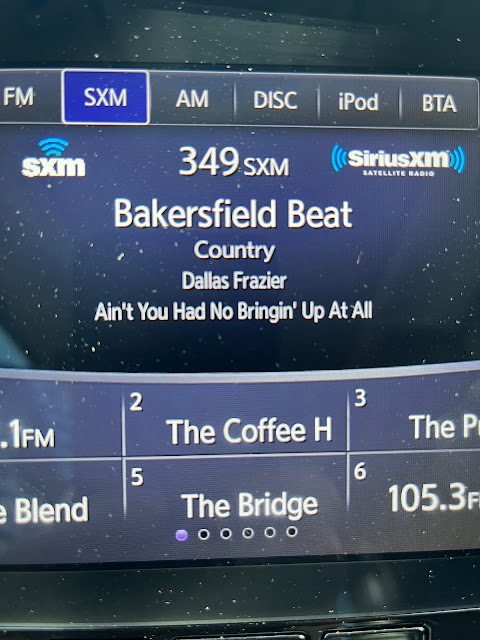 FM SXM AM DISC iPod BTA
sxm 349 SXM SiriusXM
SATELLITE RADIO
Bakersfield Beat
Country
Dallas Frazier
Ain't You Had No Bringin' Up At All
.1FM 2 The Coffee H 3 The P
e Blend 5 The Bridge 6 105.3F